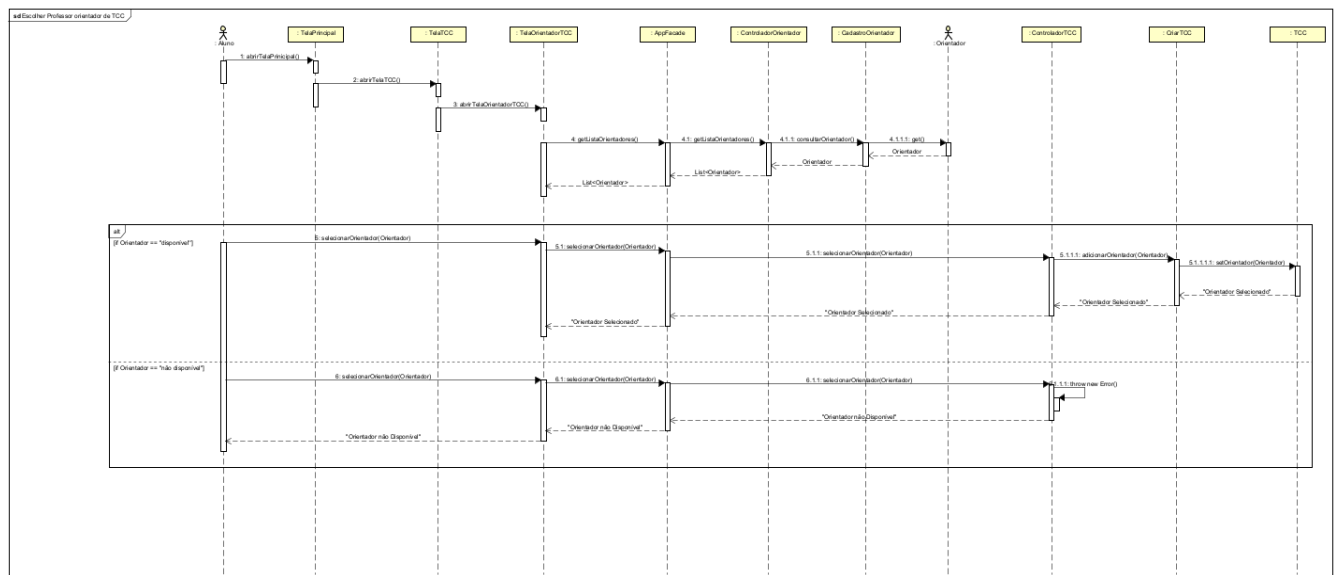 sd Escolher Professor orientador de TCC
: Aluno
: TelaPrincipal
: TelaTCC
: TelaOrientadorTCC
: AppFacade
: ControladorOrientador
: CadastroOrientador
: Orientador
: ControladorTCC
: CriarTCC
: TCC
1: abrirTelaPrinicipal()
2: abrirTelaTCC()
3: abrirTelaOrientadorTCC()
4: getListaOrientadores()
4.1: getListaOrientadores()
4.1.1: consultarOrientador()
4.1.1.1: get()
Orientador
Orientador
List<Orientador>
List<Orientador>
alt
[if Orientador == "disponível"]
5: selecionarOrientador(Orientador)
5.1: selecionarOrientador(Orientador)
5.1.1: selecionarOrientador(Orientador)
5.1.1.1: adicionarOrientador(Orientador)
5.1.1.1.1: setOrientador(Orientador)
"Orientador Selecionado"
"Orientador Selecionado"
"Orientador Selecionado"
"Orientador Selecionado"
[if Orientador == "não disponível"]
6: selecionarOrientador(Orientador)
6.1: selecionarOrientador(Orientador)
6.1.1: selecionarOrientador(Orientador)
.1.1.1: throw new Error()
"Orientador não Disponível"
"Orientador não Disponível"
"Orientador não Disponível"